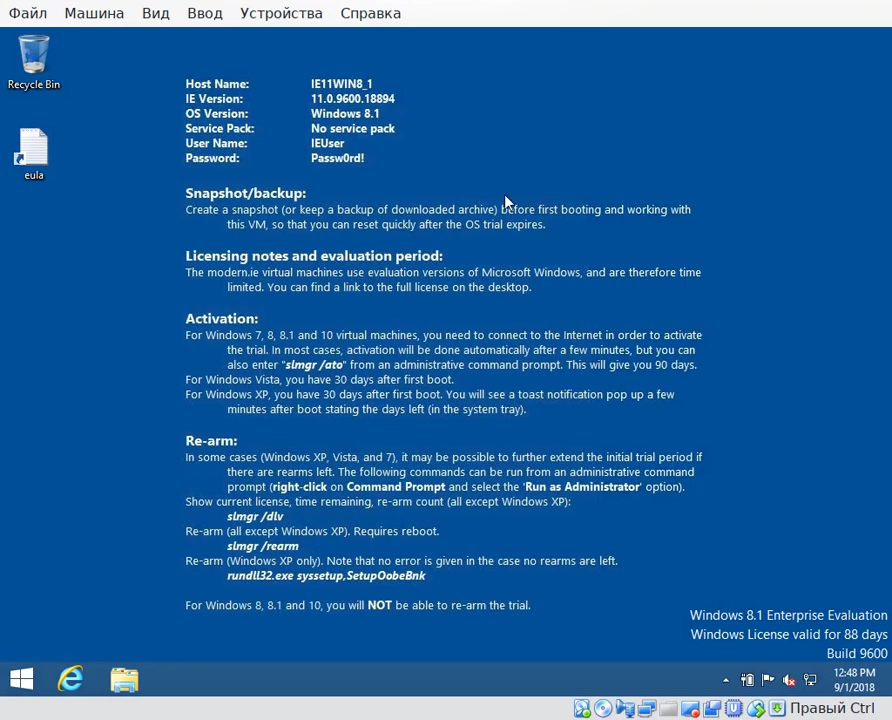 Файл Машина Вид Ввод Устройства Справка
Recycle Bin
eula
Host Name: IE11WIN8_1
IE Version: 11.0.9600.18894
OS Version: Windows 8.1
Service Pack: No service pack
User Name: IEUser
Password: Passw0rd!
Snapshot/backup:
Create a snapshot (or keep a backup of downloaded archive) before first booting and working with
this VM, so that you can reset quickly after the OS trial expires.
Licensing notes and evaluation period:
The modern.ie virtual machines use evaluation versions of Microsoft Windows, and are therefore time
limited. You can find a link to the full license on the desktop.
Activation:
For Windows 7, 8, 8.1 and 10 virtual machines, you need to connect to the Internet in order to activate
the trial. In most cases, activation will be done automatically after a few minutes, but you can
also enter "slmgr /ato" from an administrative command prompt. This will give you 90 days.
For Windows Vista, you have 30 days after first boot.
For Windows XP, you have 30 days after first boot. You will see a toast notification pop up a few
minutes after boot stating the days left (in the system tray).
Re-arm:
In some cases (Windows XP, Vista, and 7), it may be possible to further extend the initial trial period if
there are rearms left. The following commands can be run from an administrative command
prompt (right-click on Command Prompt and select the 'Run as Administrator' option).
Show current license, time remaining, re-arm count (all except Windows XP):
slmgr /dlv
Re-arm (all except Windows XP). Requires reboot.
slmgr /rearm
Re-arm (Windows XP only). Note that no error is given in the case no rearms are left.
rundll32.exe syssetup,SetupOobeBnk
For Windows 8, 8.1 and 10, you will NOT be able to re-arm the trial.
Windows 8.1 Enterprise Evaluation
Windows License valid for 88 days
Build 9600
12:48 PM
9/1/2018
Правый Ctrl